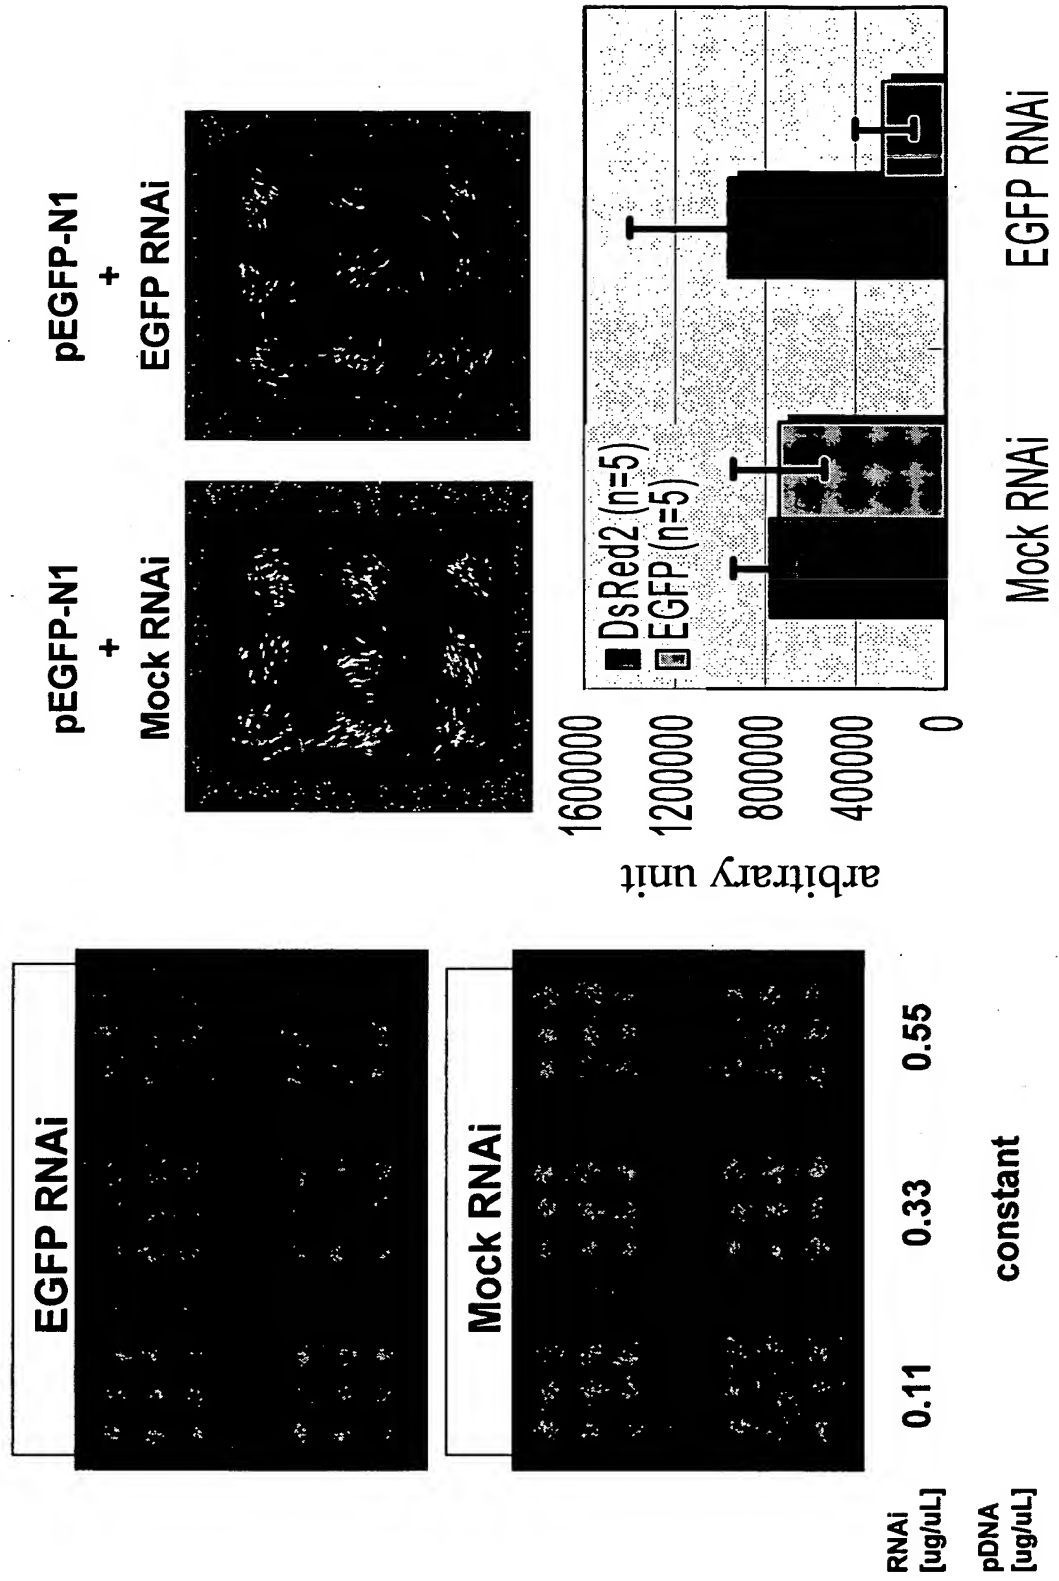 EGFP RNAi
Mock RNAi
RNAi
[ug/uL]
0.11
0.33
0.55
pDNA
[ug/uL]
constant
pEGFP-N1
+
Mock RNAi
pEGFP-N1
+
EGFP RNAi
arbitrary unit
1600000
1200000
800000
400000
0
DsRed2 (n=5)
EGFP (n=5)
Mock RNAi
EGFP RNAi